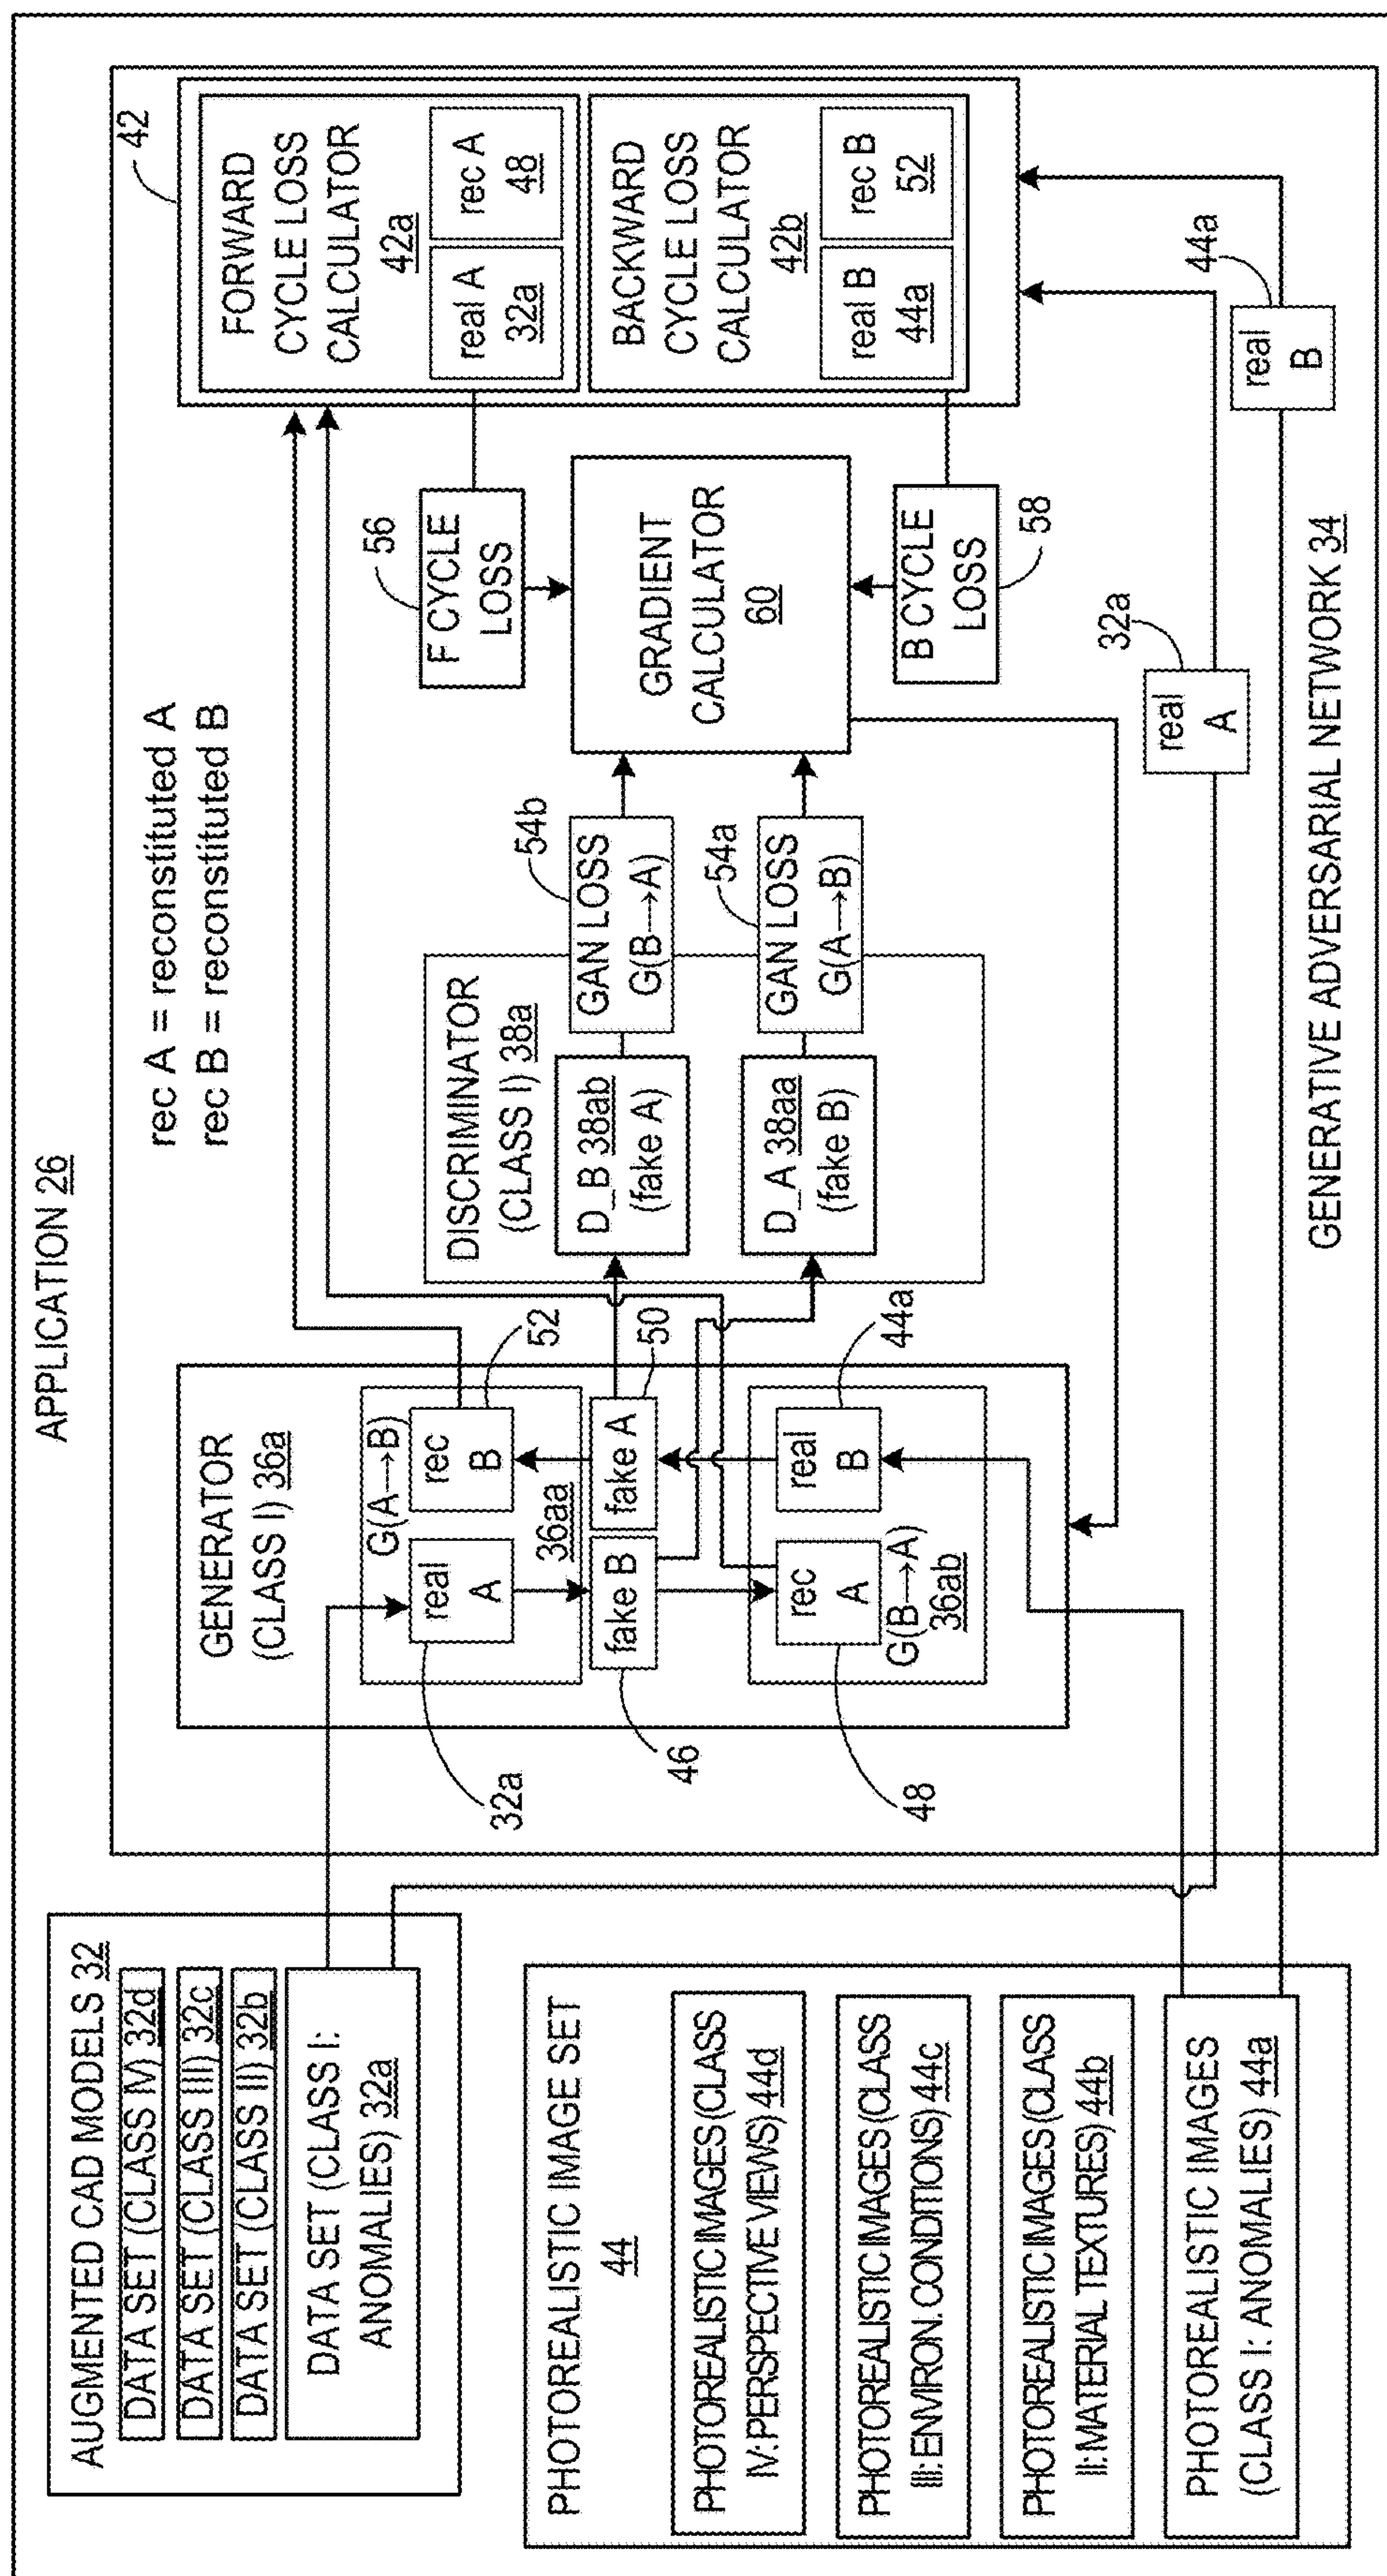 APPLICATION 26
AUGMENTED CAD MODELS 32
DATA SET (CLASS IV) 32d
DATA SET (CLASS III) 32c
DATA SET (CLASS II) 32b
DATA SET (CLASS I:
ANOMALIES) 32a
PHOTOREALISTIC IMAGE SET
44
PHOTOREALISTIC IMAGES (CLASS
IV: PERSPECTIVE VIEWS) 44d
PHOTOREALISTIC IMAGES (CLASS
III: ENVIRON. CONDITIONS) 44c
PHOTOREALISTIC IMAGES (CLASS
II: MATERIAL TEXTURES) 44b
PHOTOREALISTIC IMAGES
(CLASS I: ANOMALIES) 44a
GENERATOR
(CLASS I) 36a
G(A→B)
real
A
rec
B
36aa
32a
52
fake B
fake A
46
50
rec
A
real
B
G(B→A)
36ab
48
44a
rec A = reconstituted A
rec B = reconstituted B
DISCRIMINATOR
(CLASS I) 38a
D_B 38ab
(fake A)
D_A 38aa
(fake B)
GAN LOSS
G(B→A)
54b
GAN LOSS
G(A→B)
54a
F CYCLE
LOSS
56
GRADIENT
CALCULATOR
60
B CYCLE
LOSS
58
42
FORWARD
CYCLE LOSS
CALCULATOR
42a
real A
32a
rec A
48
BACKWARD
CYCLE LOSS
CALCULATOR
42b
real B
44a
rec B
52
real
A
32a
real
B
44a
GENERATIVE ADVERSARIAL NETWORK 34